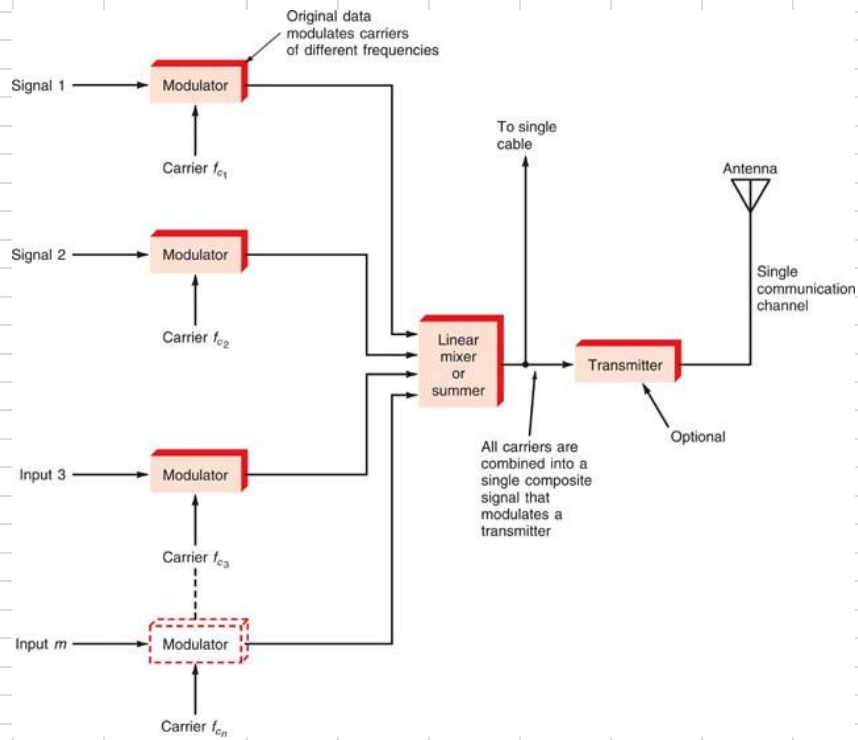 Original data
modulates carriers
of different frequencies
Signal 1
Modulator
Carrier fc1
To single
cable
Antenna
Signal 2
Modulator
Carrier fc2
Single
communication
channel
Linear
mixer
or
summer
Transmitter
Optional
All carriers are
combined into a
single composite
signal that
modulates a
transmitter
Input 3
Modulator
Carrier fc3
Input m
Modulator
Carrier fcn